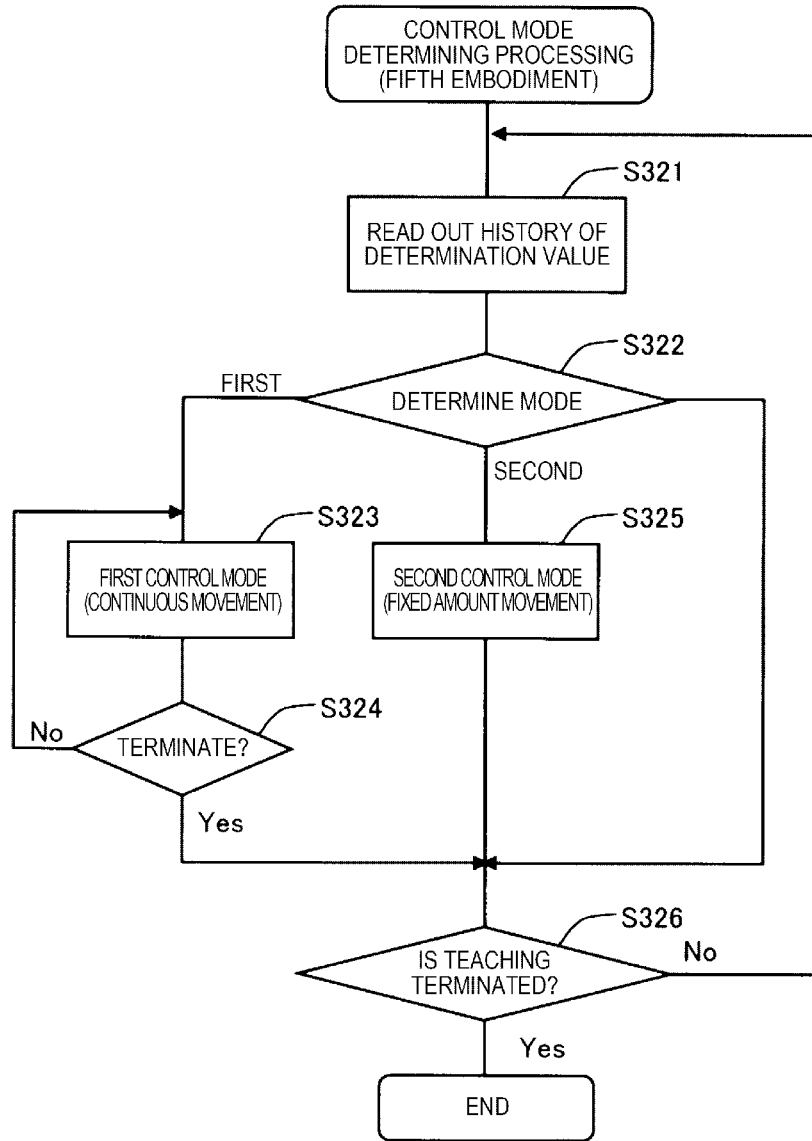 CONTROL MODE
DETERMINING PROCESSING
(FIFTH EMBODIMENT)
S321
READ OUT HISTORY OF
DETERMINATION VALUE
S322
FIRST
DETERMINE MODE
SECOND
S323
S325
FIRST CONTROL MODE
(CONTINUOUS MOVEMENT)
SECOND CONTROL MODE
(FIXED AMOUNT MOVEMENT)
S324
No
TERMINATE?
Yes
S326
IS TEACHING
TERMINATED?
No
Yes
END